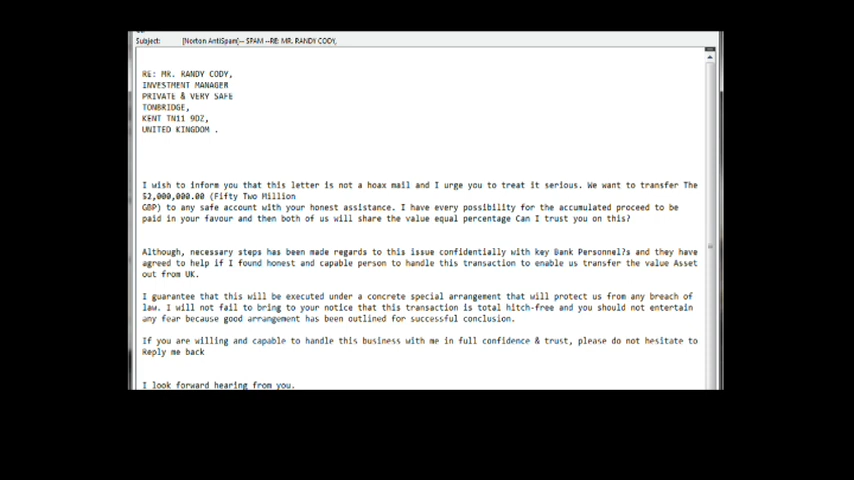 Subject: [Norton AntiSpam]-- SPAM --RE: MR. RANDY CODY,
RE: MR. RANDY CODY,
INVESTMENT MANAGER
PRIVATE & VERY SAFE
TONBRIDGE,
KENT TN11 9DZ,
UNITED KINGDOM .
I wish to inform you that this letter is not a hoax mail and I urge you to treat it serious. We want to transfer The
52,000,000.00 (Fifty Two Million
GBP) to any safe account with your honest assistance. I have every possibility for the accumulated proceed to be
paid in your favour and then both of us will share the value equal percentage Can I trust you on this?
Although, necessary steps has been made regards to this issue confidentially with key Bank Personnel?s and they have
agreed to help if I found honest and capable person to handle this transaction to enable us transfer the value Asset
out from UK.
I guarantee that this will be executed under a concrete special arrangement that will protect us from any breach of
law. I will not fail to bring to your notice that this transaction is total hitch-free and you should not entertain
any fear because good arrangement has been outlined for successful conclusion.
If you are willing and capable to handle this business with me in full confidence & trust, please do not hesitate to
Reply me back
I look forward hearing from you.